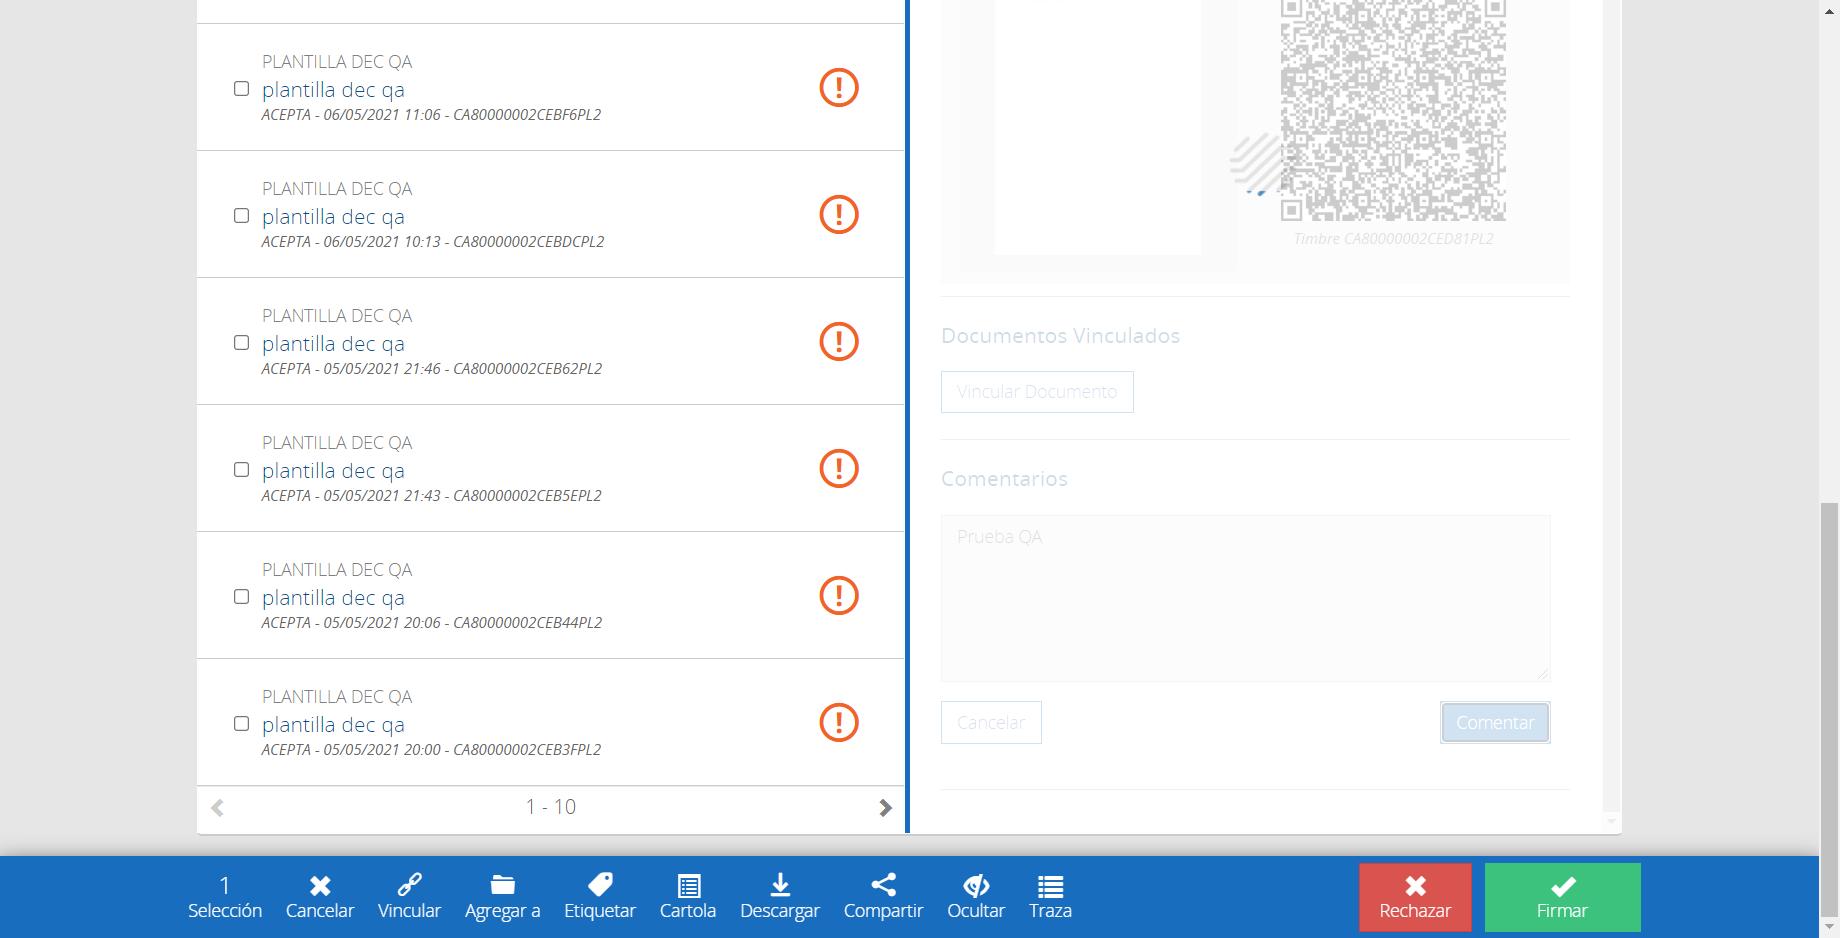 PLANTILLA DEC QA
plantilla dec qa
ACEPTA - 06/05/2021 11:06 - CA80000002CEBF6PL2
PLANTILLA DEC QA
plantilla dec qa
ACEPTA - 06/05/2021 10:13 - CA80000002CEBDCPL2
PLANTILLA DEC QA
plantilla dec qa
ACEPTA - 05/05/2021 21:46 - CA80000002CEB62PL2
PLANTILLA DEC QA
plantilla dec qa
ACEPTA - 05/05/2021 21:43 - CA80000002CEB5EPL2
PLANTILLA DEC QA
plantilla dec qa
ACEPTA - 05/05/2021 20:06 - CA80000002CEB44PL2
PLANTILLA DEC QA
plantilla dec qa
ACEPTA - 05/05/2021 20:00 - CA80000002CEB3FPL2
1 - 10
Timbre CA80000002CED81PL2
Documentos Vinculados
Vincular Documento
Comentarios
Prueba QA
Cancelar
Comentar
1
Selección
Cancelar
Vincular
Agregar a
Etiquetar
Cartola
Descargar
Compartir
Ocultar
Traza
Rechazar
Firmar